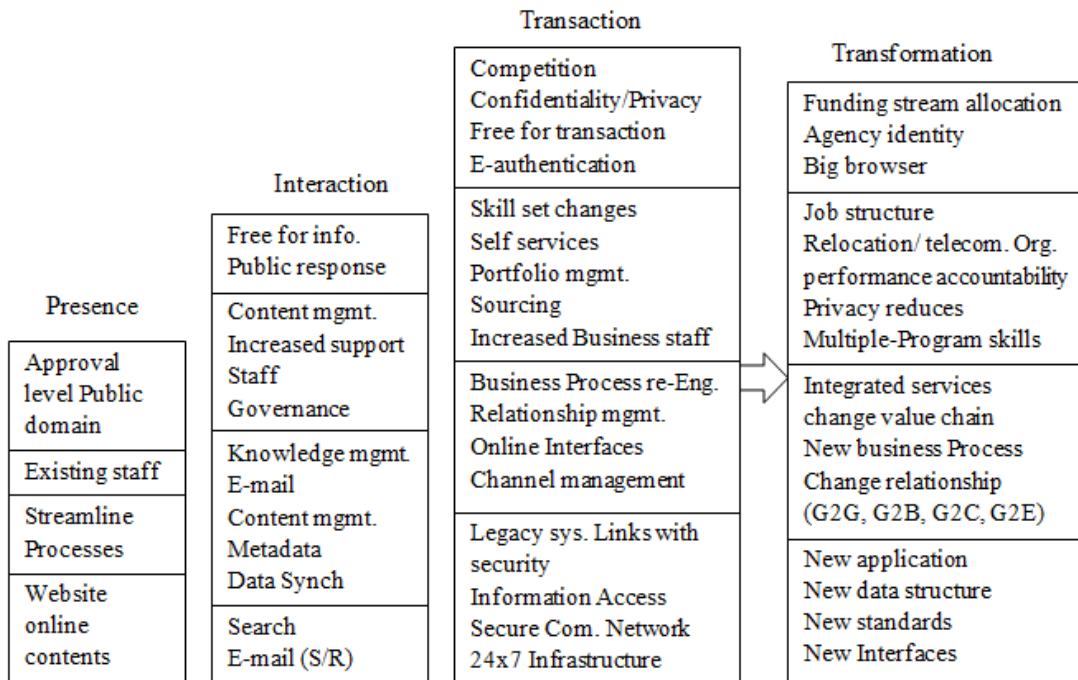 Presence
Approval
level Public
domain
Existing staff
Streamline
Processes
Website
online
contents
Interaction
Free for info.
Public response
Content mgmt.
Increased support
Staff
Governance
Knowledge mgmt.
E-mail
Content mgmt.
Metadata
Data Synch
Search
E-mail (S/R)
Transaction
Competition
Confidentiality/Privacy
Free for transaction
E-authentication
Skill set changes
Self services
Portfolio mgmt.
Sourcing
Increased Business staff
Business Process re-Eng.
Relationship mgmt.
Online Interfaces
Channel management
Legacy sys. Links with
security
Information Access
Secure Com. Network
24x7 Infrastructure
Transformation
Funding stream allocation
Agency identity
Big browser
Job structure
Relocation/ telecom. Org.
performance accountability
Privacy reduces
Multiple-Program skills
Integrated services
change value chain
New business Process
Change relationship
(G2G, G2B, G2C, G2E)
New application
New data structure
New standards
New Interfaces